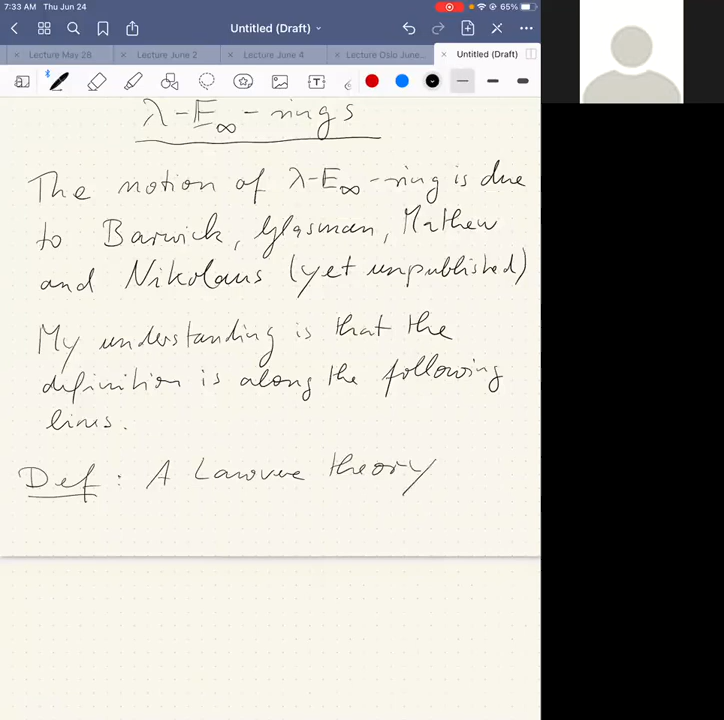 7:33 AM Thu Jun 24
65%
Untitled (Draft)
Lecture May 28
Lecture June 2
Lecture June 4
Lecture Oslo June...
Untitled (Draft)
λ-E∞-rings
The notion of λ-E∞-ring is due
to Barwick, Glasman, Mathew
and Nikolaus (yet unpublished)
My understanding is that the
definition is along the following
lines.
Def: A Lawvere theory